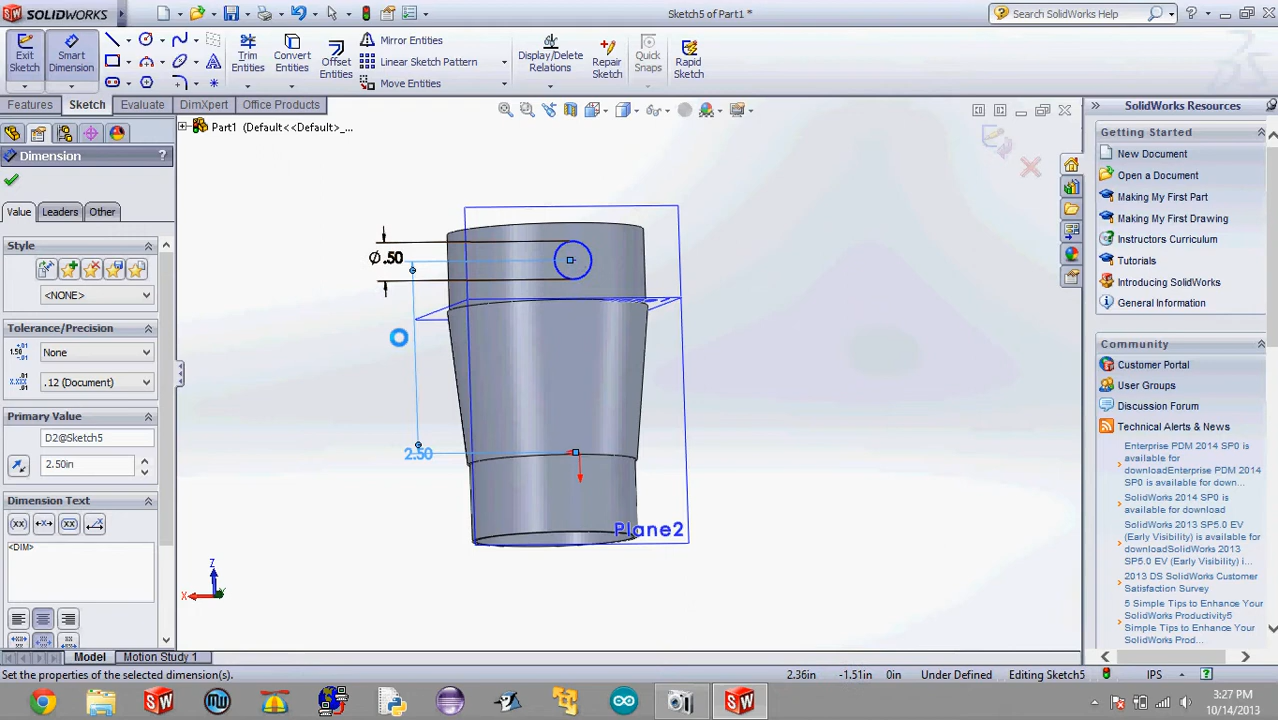 SW SOLIDWORKS
Sketch5 of Part1 *
Search SolidWorks Help
Exit Sketch
Smart Dimension
Trim Entities
Convert Entities
Offset Entities
Mirror Entities
Linear Sketch Pattern
Move Entities
Display/Delete Relations
Repair Sketch
Quick Snaps
Rapid Sketch
Features
Sketch
Evaluate
DimXpert
Office Products
SolidWorks Resources
Part1 (Default<<Default>_...
Dimension
?
Value
Leaders
Other
Style
<NONE>
Tolerance/Precision
None
.12 (Document)
Primary Value
D2@Sketch5
2.50in
Dimension Text
<DIM>
Ø.50
2.50
Plane2
Z
X
Getting Started
New Document
Open a Document
Making My First Part
Making My First Drawing
Instructors Curriculum
Tutorials
Introducing SolidWorks
General Information
Community
Customer Portal
User Groups
Discussion Forum
Technical Alerts & News
Enterprise PDM 2014 SP0 is
available for
downloadEnterprise PDM 2014
SP0 is available for down...
SolidWorks 2014 SP0 is
available for download
SolidWorks 2013 SP5.0 EV
(Early Visibility) is available for
downloadSolidWorks 2013
SP5.0 EV (Early Visibility) i...
2013 DS SolidWorks Customer
Satisfaction Survey
5 Simple Tips to Enhance Your
SolidWorks Productivity5
Simple Tips to Enhance Your
SolidWorks Prod...
Model
Motion Study 1
Set the properties of the selected dimension(s).
2.36in
-1.51in
0in
Under Defined
Editing Sketch5
IPS
3:27 PM
10/14/2013